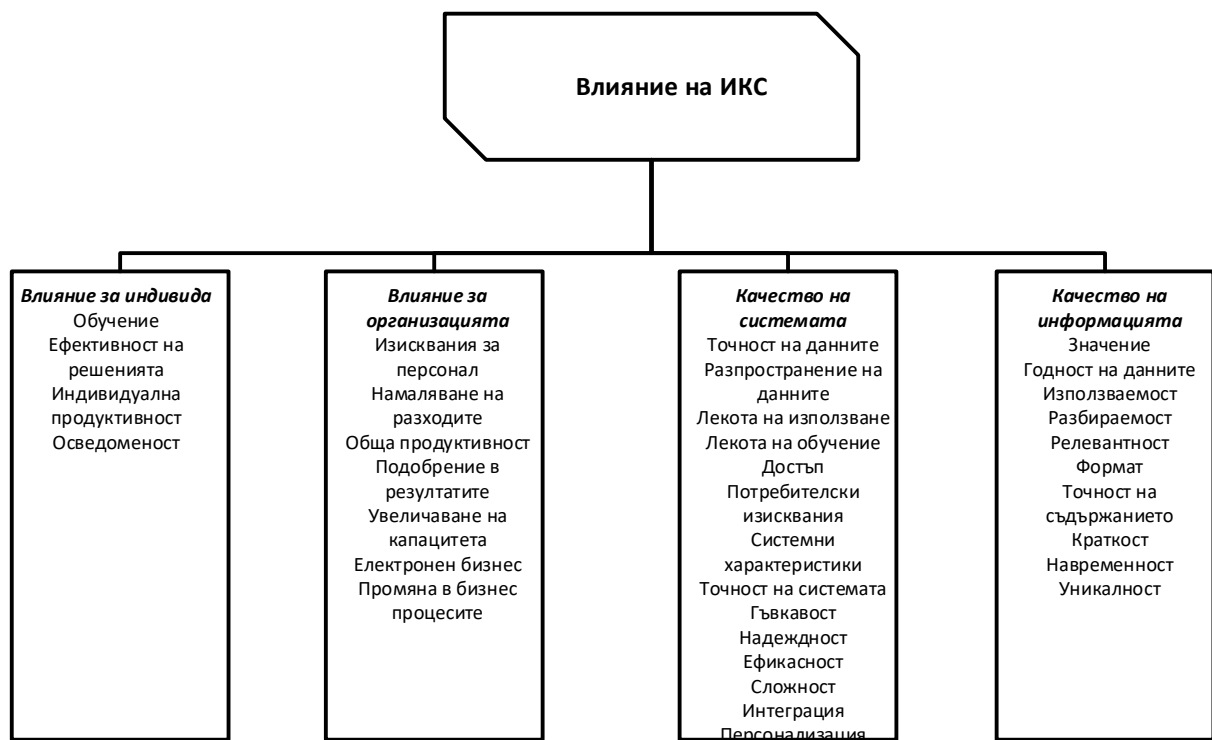 Влияние на ИКС
Влияние за индивида
Обучение
Ефективност на
решенията
Индивидуална
продуктивност
Осведоменост
Влияние за
организацията
Изисквания за
персонал
Намаляване на
разходите
Обща продуктивност
Подобрение в
резултатите
Увеличаване на
капацитета
Електронен бизнес
Промяна в бизнес
процесите
Качество на
системата
Точност на данните
Разпространение на
данните
Лекота на използване
Лекота на обучение
Достъп
Потребителски
изисквания
Системни
характеристики
Точност на системата
Гъвкавост
Надеждност
Ефикасност
Сложност
Интеграция
Персонализация
Качество на
информацията
Значение
Годност на данните
Използваемост
Разбираемост
Релевантност
Формат
Точност на
съдържанието
Краткост
Навременност
Уникалност